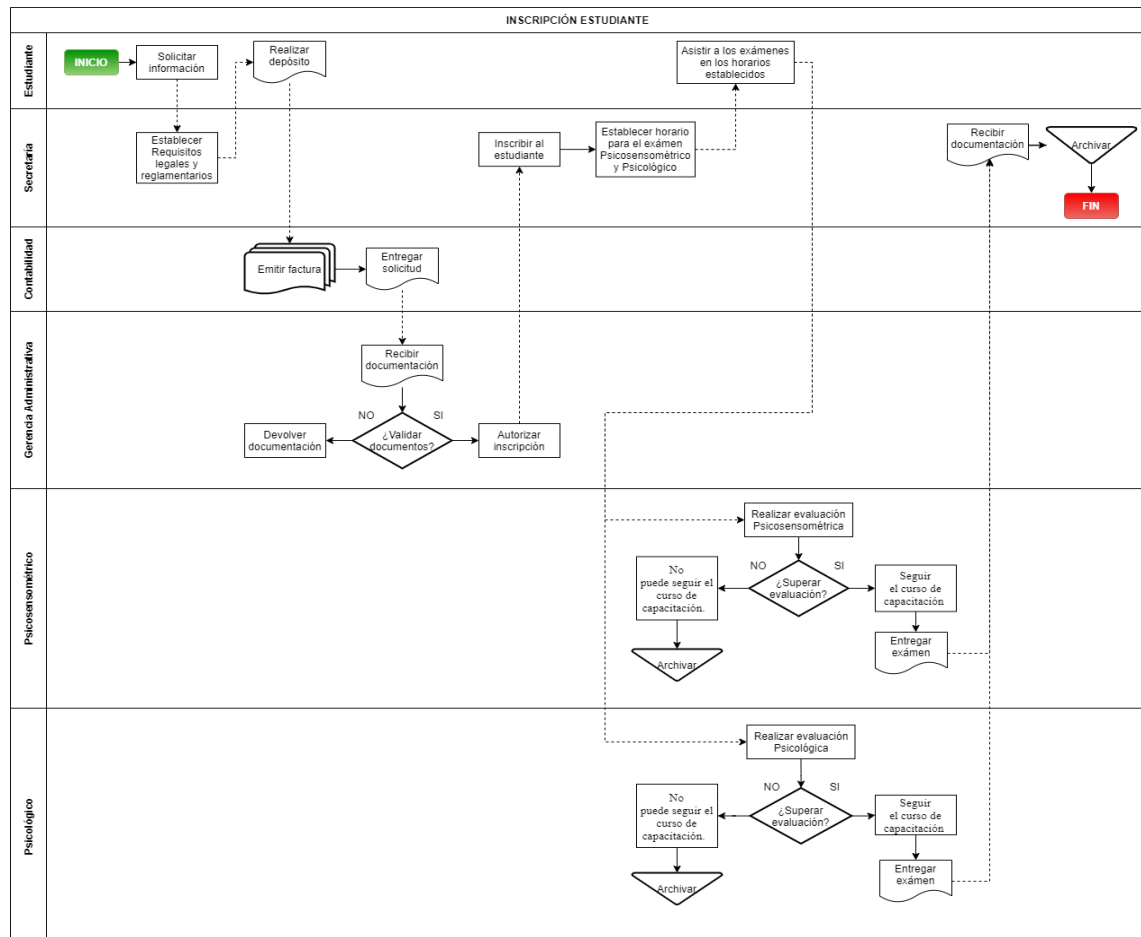 INSCRIPCIÓN ESTUDIANTE
Estudiante
INICIO
Solicitar
información
Realizar
depósito
Asistir a los exámenes
en los horarios
establecidos
Secretaría
Establecer
Requisitos
legales y
reglamentarios
Inscribir al
estudiante
Establecer horario
para el exámen
Psicosensométrico
y Psicológico
Recibir
documentación
Archivar
FIN
Contabilidad
Emitir factura
Entregar
solicitud
Gerencia Administrativa
Recibir
documentación
NO
SI
Devolver
documentación
¿Validar
documentos?
Autorizar
inscripción
Psicosensométrico
Realizar evaluación
Psicosensométrica
NO
SI
No
puede seguir el
curso de
capacitación.
¿Superar
evaluación?
Seguir
el curso de
capacitación
Archivar
Entregar
exámen
Psicológico
Realizar evaluación
Psicológica
NO
SI
No
puede seguir el
curso de
capacitación.
¿Superar
evaluación?
Seguir
el curso de
capacitación
Archivar
Entregar
exámen